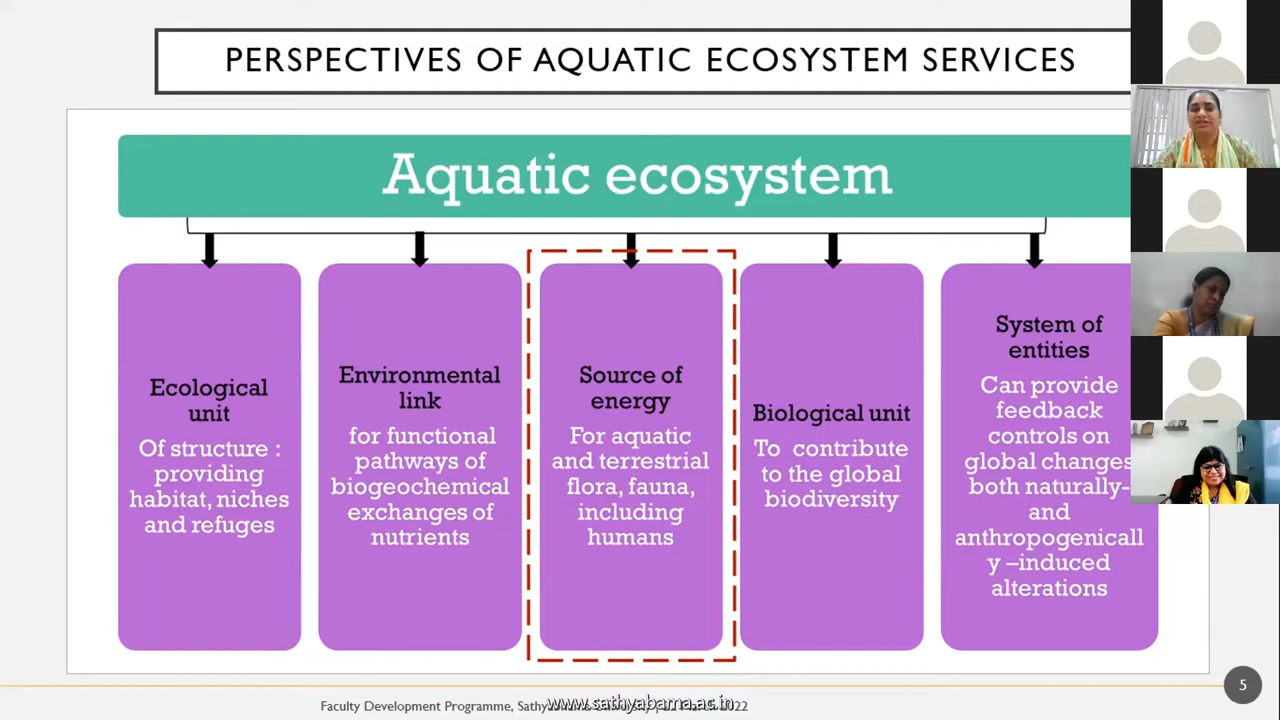 PERSPECTIVES OF AQUATIC ECOSYSTEM SERVICES
Aquatic ecosystem
Ecological
unit
Of structure :
providing
habitat, niches
and refuges
Environmental
link
for functional
pathways of
biogeochemical
exchanges of
nutrients
Source of
energy
For aquatic
and terrestrial
flora, fauna,
including
humans
Biological unit
To contribute
to the global
biodiversity
System of
entities
Can provide
feedback
controls on
global changes
both naturally-
and
anthropogenicall
y –induced
alterations
5
Faculty Development Programme, 2022
www.sathyabama.ac.in